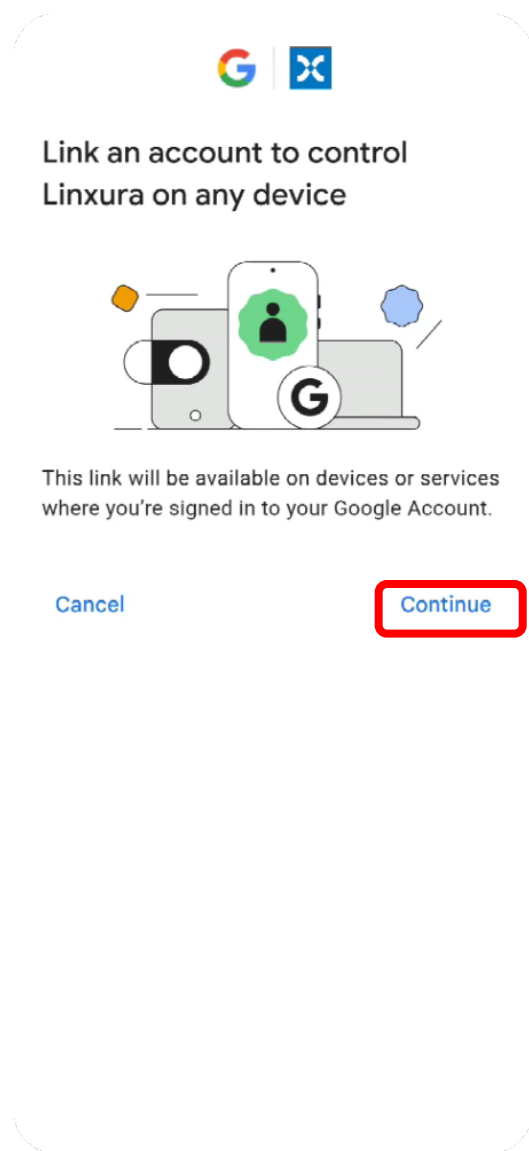 Link an account to control
Linxura on any device
This link will be available on devices or services
where you're signed in to your Google Account.
Cancel
Continue